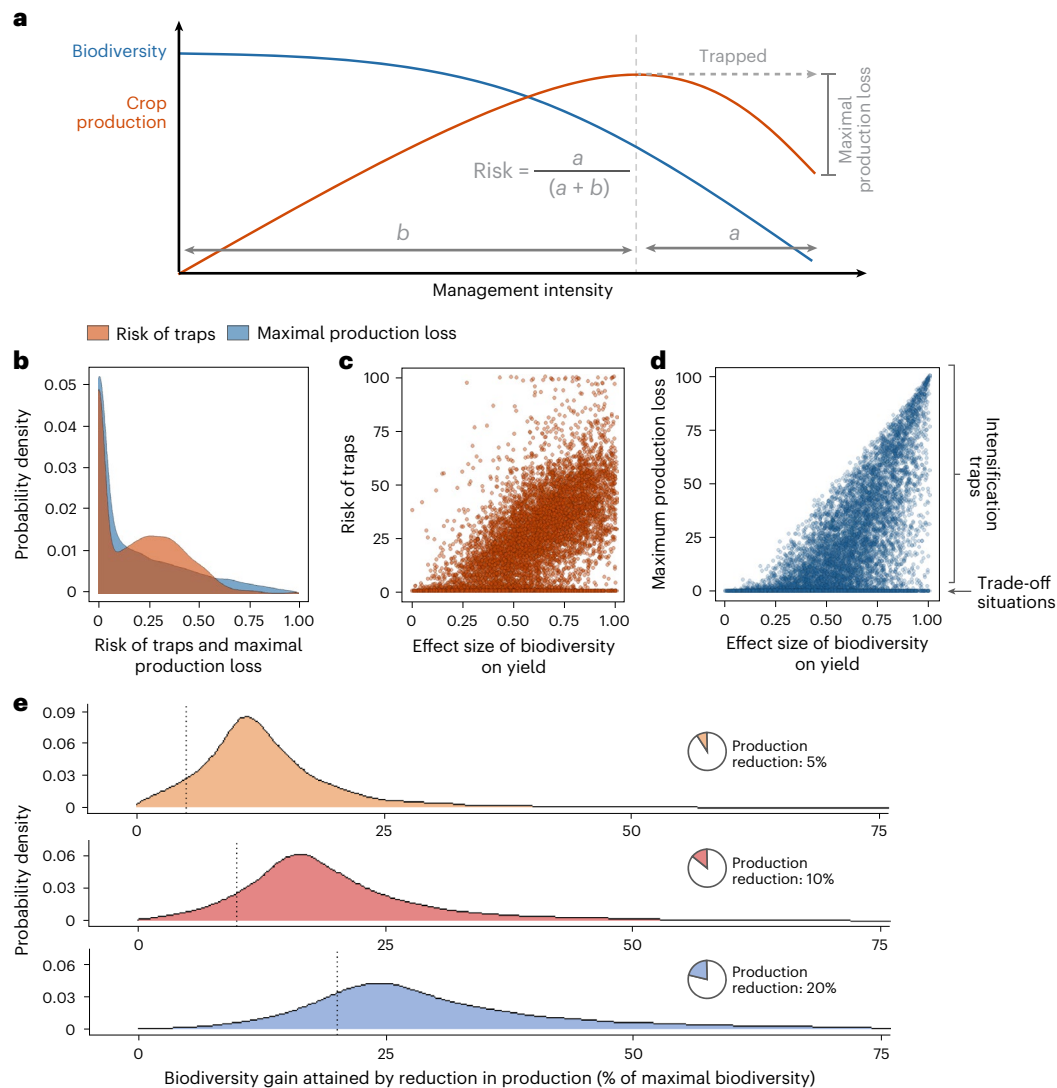 a
Biodiversity
Crop
production
Trapped
Maximal
production loss
Risk = a / (a + b)
b
a
Management intensity
Risk of traps
Maximal production loss
b
Probability density
0.05
0.04
0.03
0.02
0.01
0
0
0.25
0.50
0.75
1.00
Risk of traps and maximal
production loss
c
Risk of traps
100
75
50
25
0
0
0.25
0.50
0.75
1.00
Effect size of biodiversity
on yield
d
Maximum production loss
100
75
50
25
0
0
0.25
0.50
0.75
1.00
Effect size of biodiversity
on yield
Intensification
traps
Trade-off
situations
e
Probability density
0.09
0.06
0.03
0
0
25
50
75
Production
reduction: 5%
0.06
0.03
0
0
25
50
75
Production
reduction: 10%
0.06
0.03
0
0
25
50
75
Production
reduction: 20%
Biodiversity gain attained by reduction in production (% of maximal biodiversity)